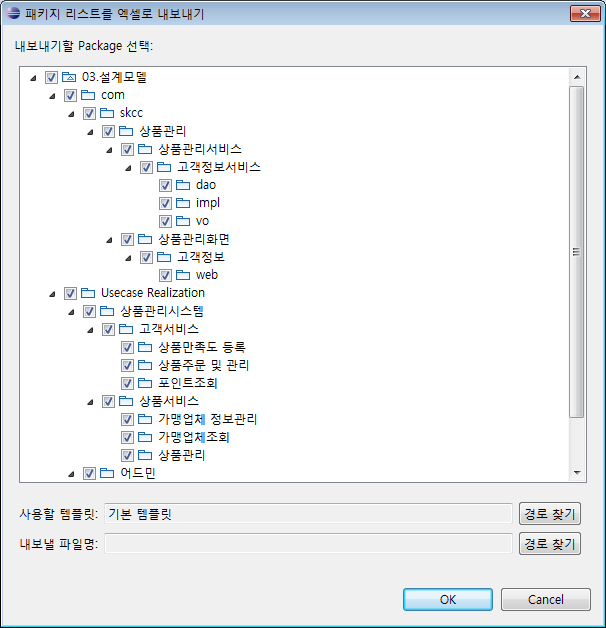 패키지 리스트를 엑셀로 내보내기
내보내기할 Package 선택:
03.설계모델
com
skcc
상품관리
상품관리서비스
고객정보서비스
dao
impl
vo
상품관리화면
고객정보
web
Usecase Realization
상품관리시스템
고객서비스
상품만족도 등록
상품주문 및 관리
포인트조회
상품서비스
가맹업체 정보관리
가맹업체조회
상품관리
어드민
사용할 템플릿: 기본 템플릿 경로 찾기
내보낼 파일명: 경로 찾기
OK Cancel